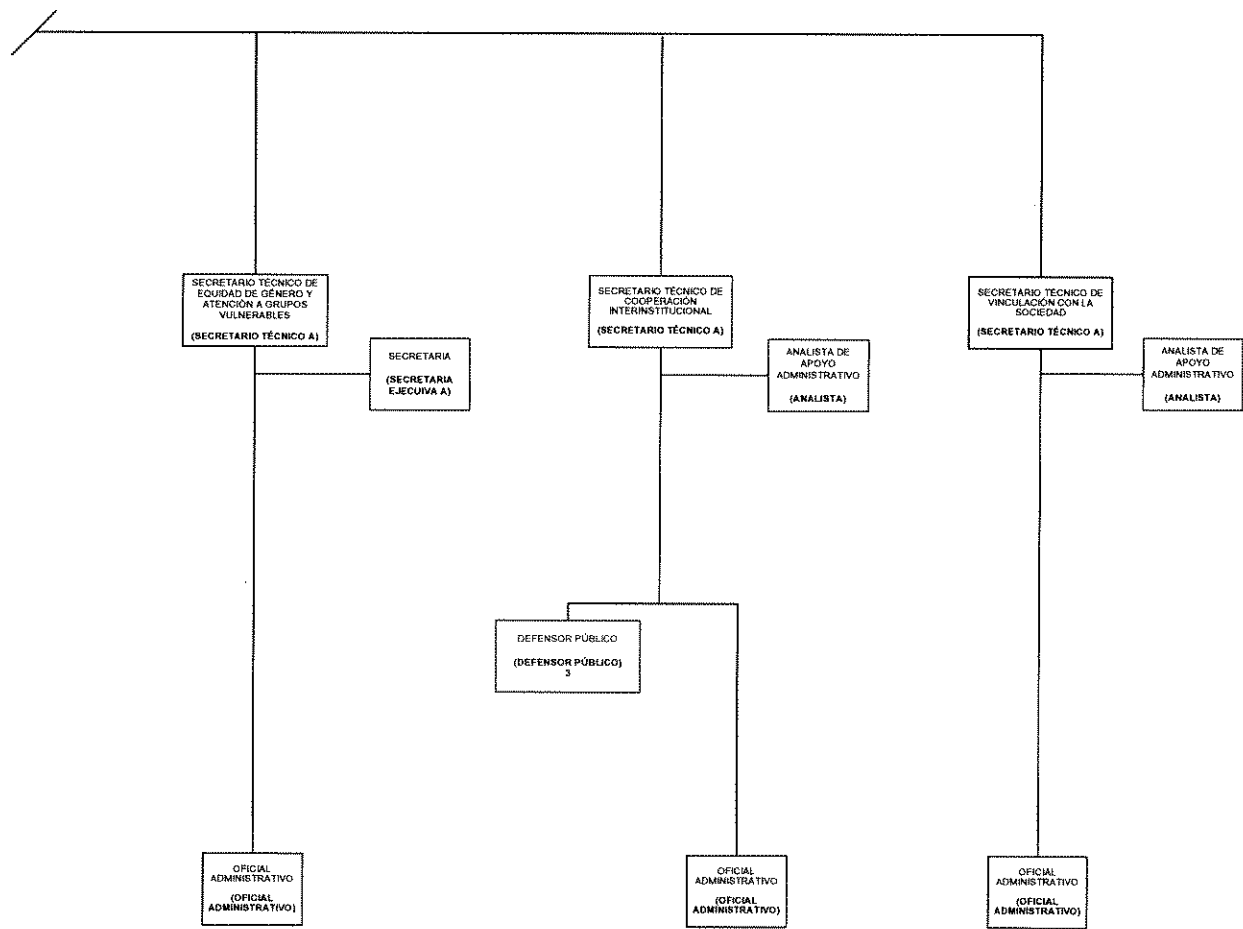 SECRETARIO TÉCNICO DE
EQUIDAD DE GÉNERO Y
ATENCIÓN A GRUPOS
VULNERABLES
(SECRETARIO TÉCNICO A)
SECRETARIO TÉCNICO DE
COOPERACIÓN
INTERINSTITUCIONAL
(SECRETARIO TÉCNICO A)
SECRETARIO TÉCNICO DE
VINCULACIÓN CON LA
SOCIEDAD
(SECRETARIO TÉCNICO A)
SECRETARIA
(SECRETARIA
EJECUIVA A)
ANALISTA DE
APOYO
ADMINISTRATIVO
(ANALISTA)
ANALISTA DE
APOYO
ADMINISTRATIVO
(ANALISTA)
DEFENSOR PÚBLICO
(DEFENSOR PÚBLICO)
3
OFICIAL
ADMINISTRATIVO
(OFICIAL
ADMINISTRATIVO)
OFICIAL
ADMINISTRATIVO
(OFICIAL
ADMINISTRATIVO)
OFICIAL
ADMINISTRATIVO
(OFICIAL
ADMINISTRATIVO)